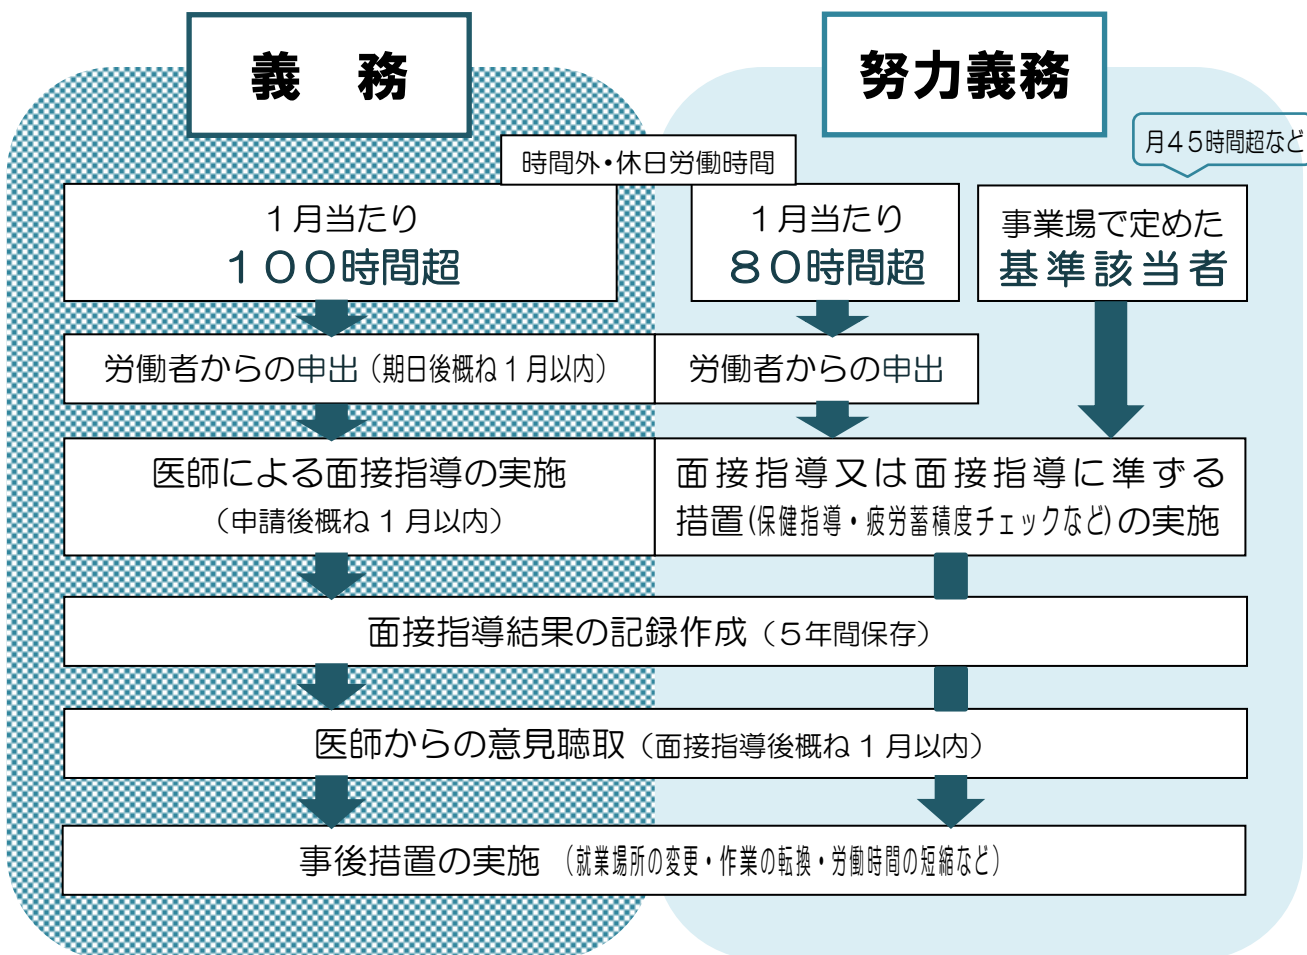 義　務
努力義務
月４５時間超など
時間外・休日労働時間
１月当たり
１００時間超
１月当たり
８０時間超
事業場で定めた
基準該当者
労働者からの申出（期日後概ね１月以内）
労働者からの申出
医師による面接指導の実施
（申請後概ね１月以内）
面接指導又は面接指導に準ずる
措置(保健指導・疲労蓄積度チェックなど)の実施
面接指導結果の記録作成（５年間保存）
医師からの意見聴取（面接指導後概ね１月以内）
事後措置の実施（就業場所の変更・作業の転換・労働時間の短縮など）